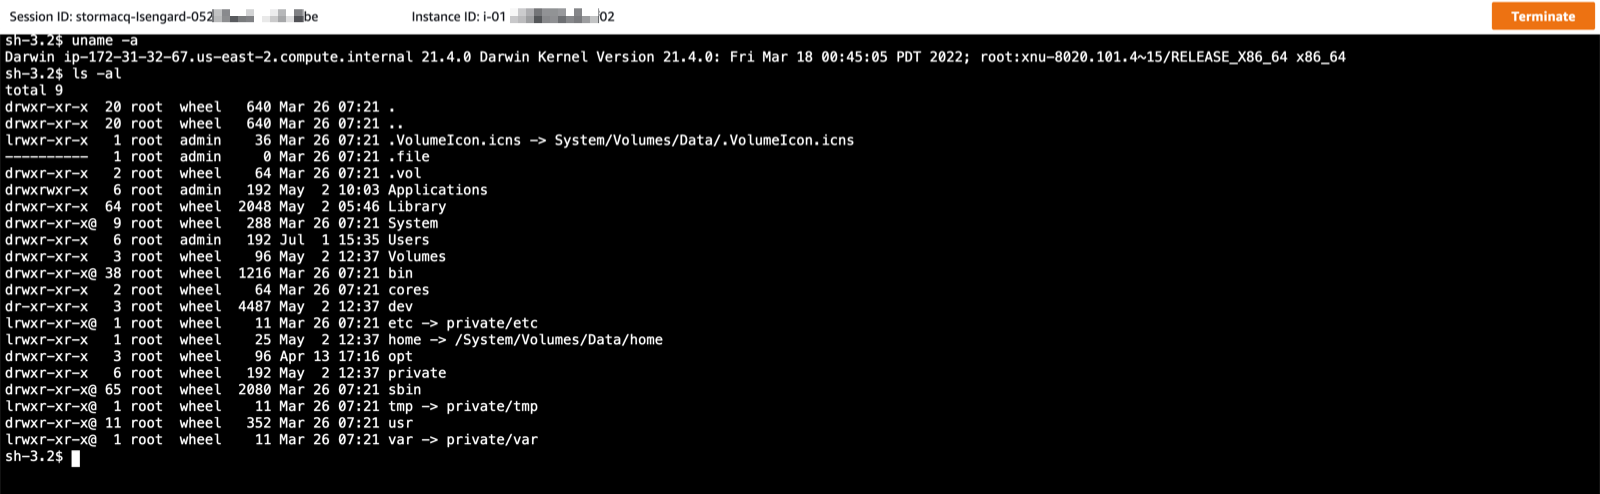 Session ID: stormacq-Isengard-052 be Instance ID: i-01 02 Terminate
sh-3.2$ uname -a
Darwin ip-172-31-32-67.us-east-2.compute.internal 21.4.0 Darwin Kernel Version 21.4.0: Fri Mar 18 00:45:05 PDT 2022; root:xnu-8020.101.4~15/RELEASE_X86_64 x86_64
sh-3.2$ ls -al
total 9
drwxr-xr-x  20 root  wheel   640 Mar 26 07:21 .
drwxr-xr-x  20 root  wheel   640 Mar 26 07:21 ..
lrwxr-xr-x   1 root  admin    36 Mar 26 07:21 .VolumeIcon.icns -> System/Volumes/Data/.VolumeIcon.icns
----------   1 root  admin     0 Mar 26 07:21 .file
drwxr-xr-x   2 root  wheel    64 Mar 26 07:21 .vol
drwxrwxr-x   6 root  admin   192 May  2 10:03 Applications
drwxr-xr-x  64 root  wheel  2048 May  2 05:46 Library
drwxr-xr-x@  9 root  wheel   288 Mar 26 07:21 System
drwxr-xr-x   6 root  admin   192 Jul  1 15:35 Users
drwxr-xr-x   3 root  wheel    96 May  2 12:37 Volumes
drwxr-xr-x@ 38 root  wheel  1216 Mar 26 07:21 bin
drwxr-xr-x   2 root  wheel    64 Mar 26 07:21 cores
dr-xr-xr-x   3 root  wheel  4487 May  2 12:37 dev
lrwxr-xr-x@  1 root  wheel    11 Mar 26 07:21 etc -> private/etc
lrwxr-xr-x   1 root  wheel    25 May  2 12:37 home -> /System/Volumes/Data/home
drwxr-xr-x   3 root  wheel    96 Apr 13 17:16 opt
drwxr-xr-x   6 root  wheel   192 May  2 12:37 private
drwxr-xr-x@ 65 root  wheel  2080 Mar 26 07:21 sbin
lrwxr-xr-x@  1 root  wheel    11 Mar 26 07:21 tmp -> private/tmp
drwxr-xr-x@ 11 root  wheel   352 Mar 26 07:21 usr
lrwxr-xr-x@  1 root  wheel    11 Mar 26 07:21 var -> private/var
sh-3.2$